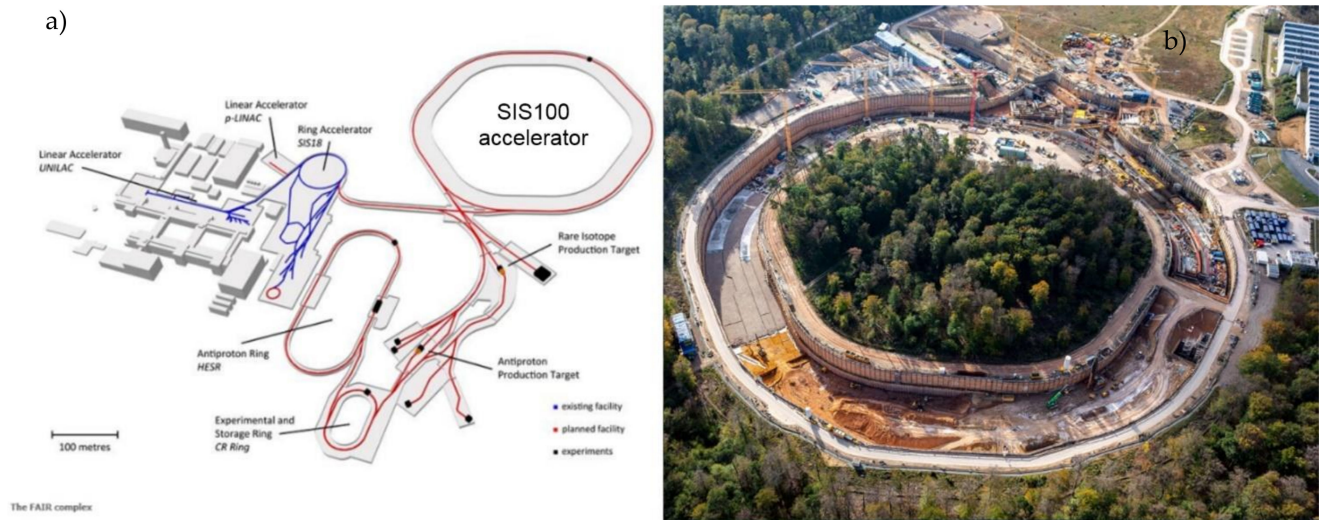 a)
b)
Linear Accelerator
p-LINAC
Ring Accelerator
SIS18
SIS100
accelerator
Linear Accelerator
UNILAC
Rare Isotope
Production Target
Antiproton Ring
HESR
Antiproton
Production Target
Experimental and
Storage Ring
CR Ring
existing facility
planned facility
experiments
100 metres
The FAIR complex